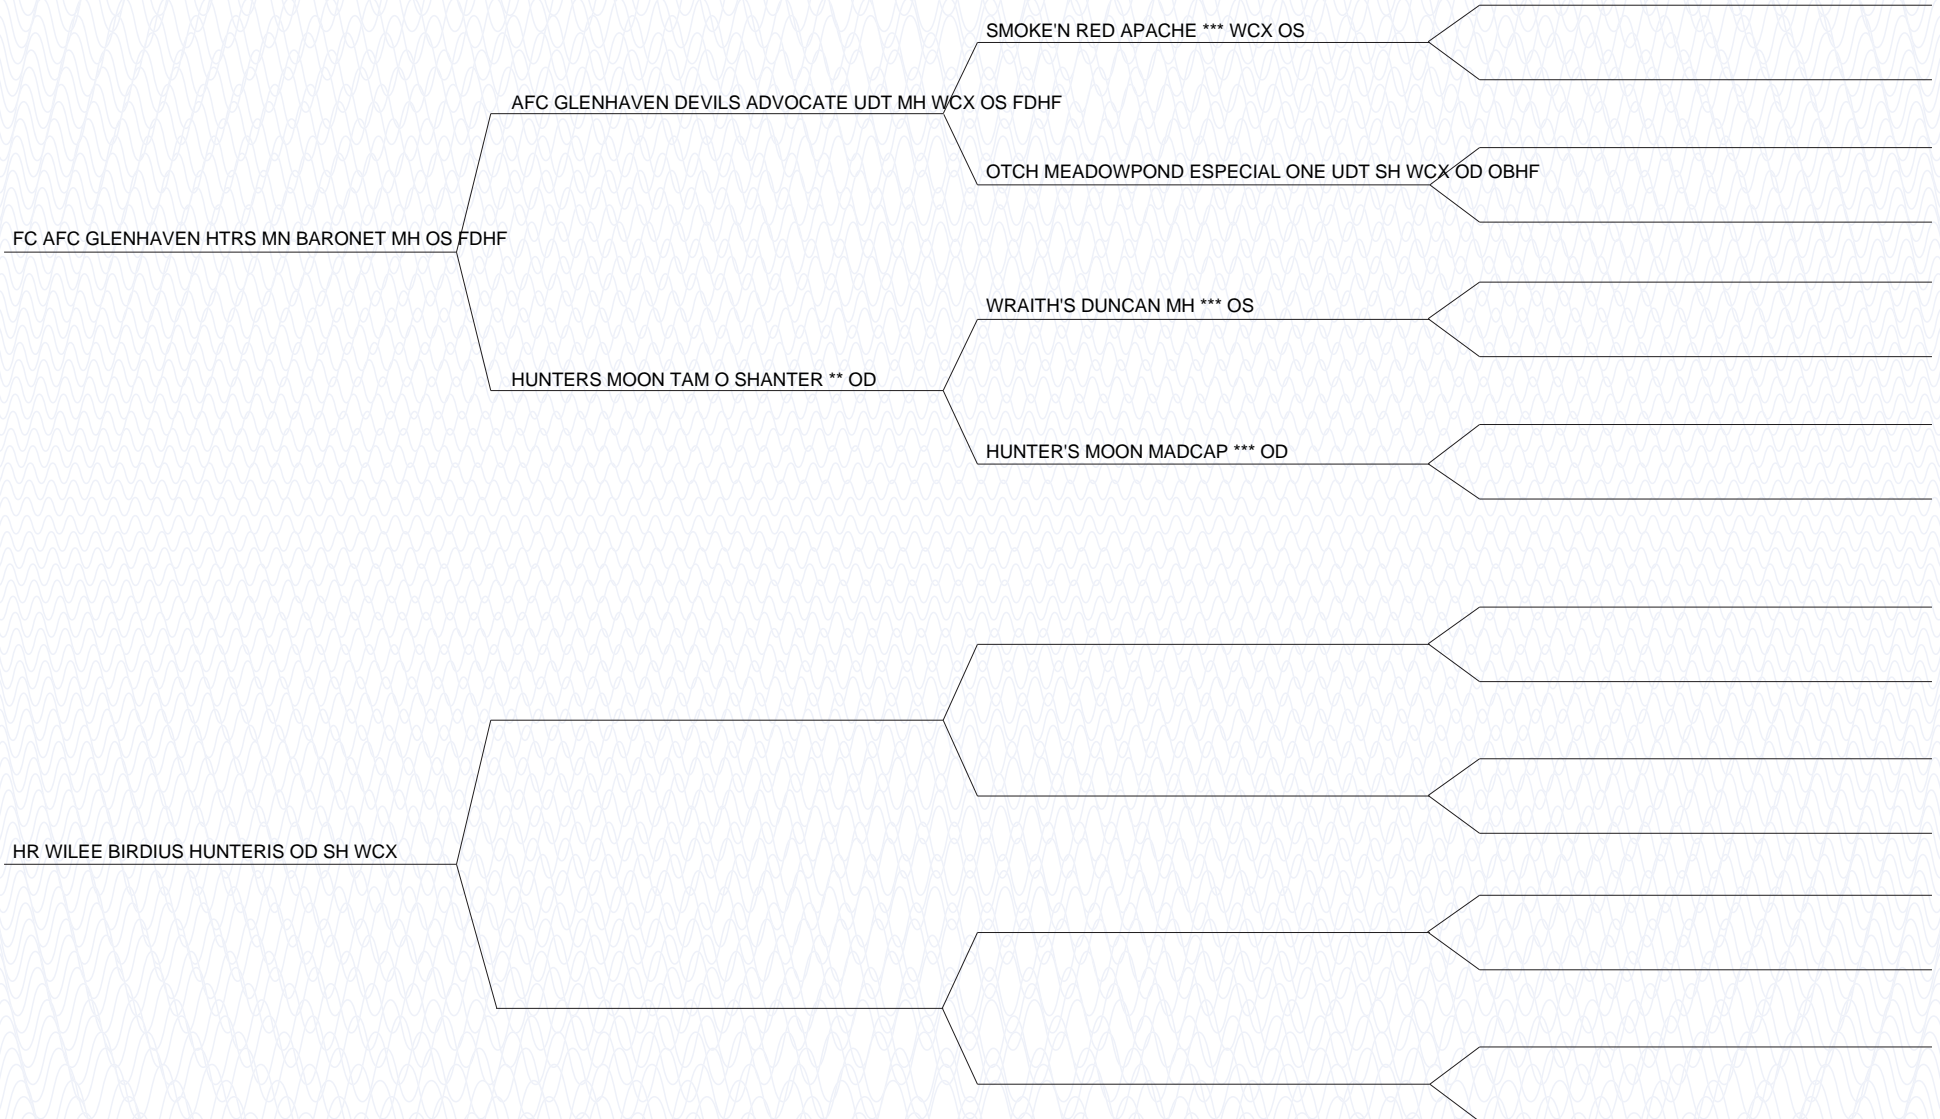 SMOKE'N RED APACHE *** WCX OS
AFC GLENHAVEN DEVILS ADVOCATE UDT MH WCX OS FDHF
OTCH MEADOWPOND ESPECIAL ONE UDT SH WCX OD OBHF
FC AFC GLENHAVEN HTRS MN BARONET MH OS FDHF
WRAITH'S DUNCAN MH *** OS
HUNTERS MOON TAM O SHANTER ** OD
HUNTER'S MOON MADCAP *** OD
HR WILEE BIRDIUS HUNTERIS OD SH WCX